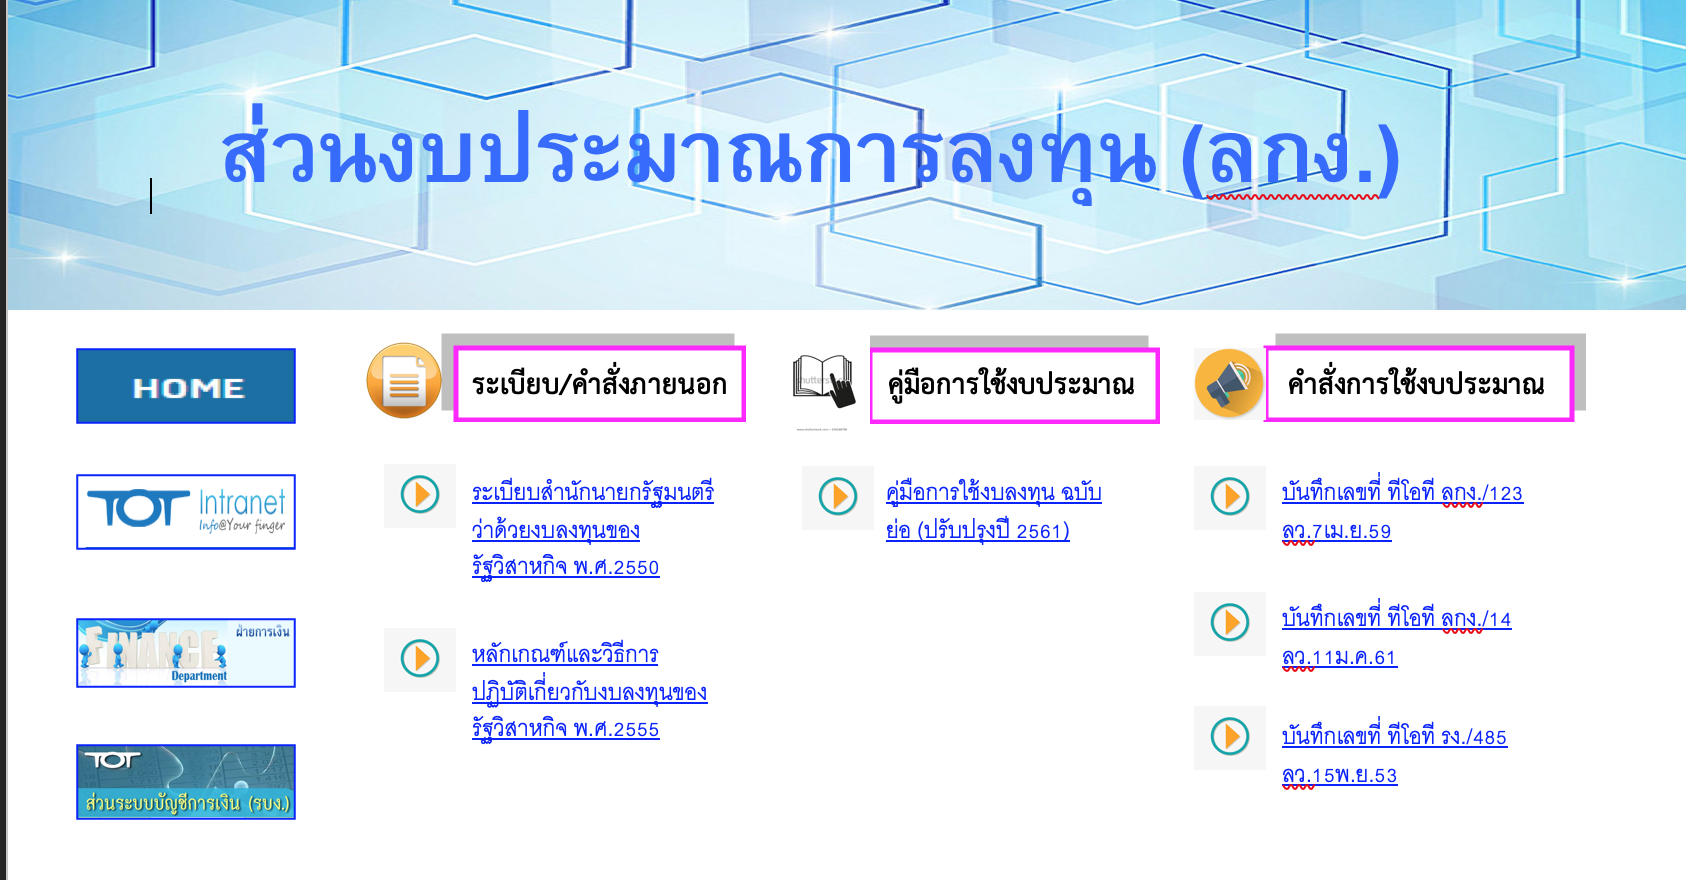 ส่วนงบประมาณการลงทุน (ลกง.)
HOME
ระเบียบ/คำสั่งภายนอก
คู่มือการใช้งบประมาณ
คำสั่งการใช้งบประมาณ
TOT Intranet
Info@Your finger
ระเบียบสำนักนายกรัฐมนตรี
ว่าด้วยงบลงทุนของ
รัฐวิสาหกิจ พ.ศ.2550
คู่มือการใช้งบลงทุน ฉบับ
ย่อ (ปรับปรุงปี 2561)
บันทึกเลขที่ ทีโอที ลกง./123
ลว.7เม.ย.59
FINANCE
ฝ่ายการเงิน
Department
หลักเกณฑ์และวิธีการ
ปฏิบัติเกี่ยวกับงบลงทุนของ
รัฐวิสาหกิจ พ.ศ.2555
บันทึกเลขที่ ทีโอที ลกง./14
ลว.11ม.ค.61
TOT
ส่วนระบบบัญชีการเงิน (รบง.)
บันทึกเลขที่ ทีโอที รง./485
ลว.15พ.ย.53